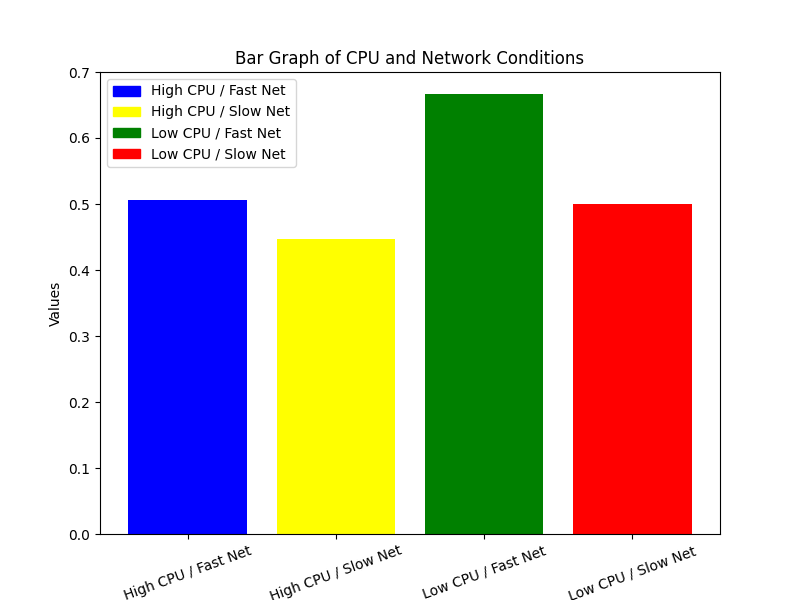 Bar Graph of CPU and Network Conditions
0.7
0.6
0.5
0.4
0.3
0.2
0.1
0.0
Values
High CPU / Fast Net
High CPU / Slow Net
Low CPU / Fast Net
Low CPU / Slow Net
High CPU / Fast Net
High CPU / Slow Net
Low CPU / Fast Net
Low CPU / Slow Net